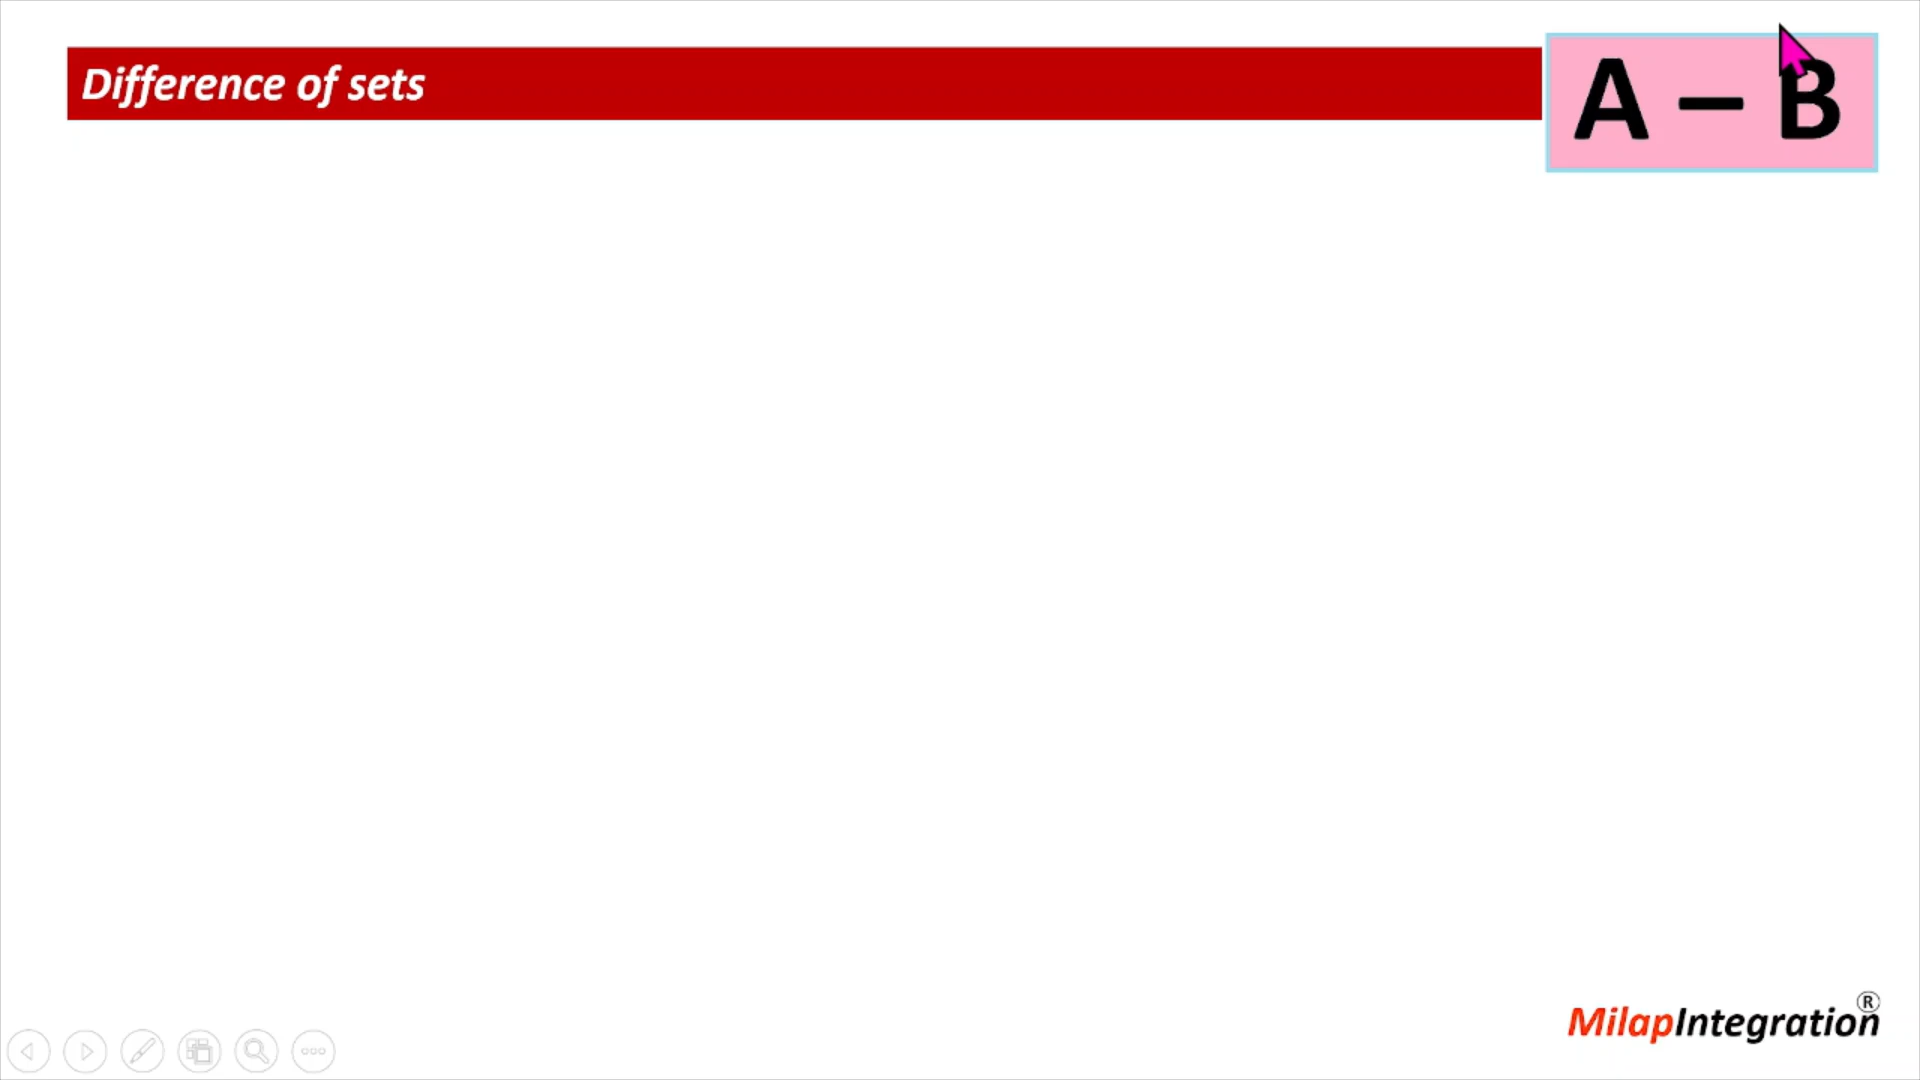 Difference of sets
A – B
MilapIntegration®